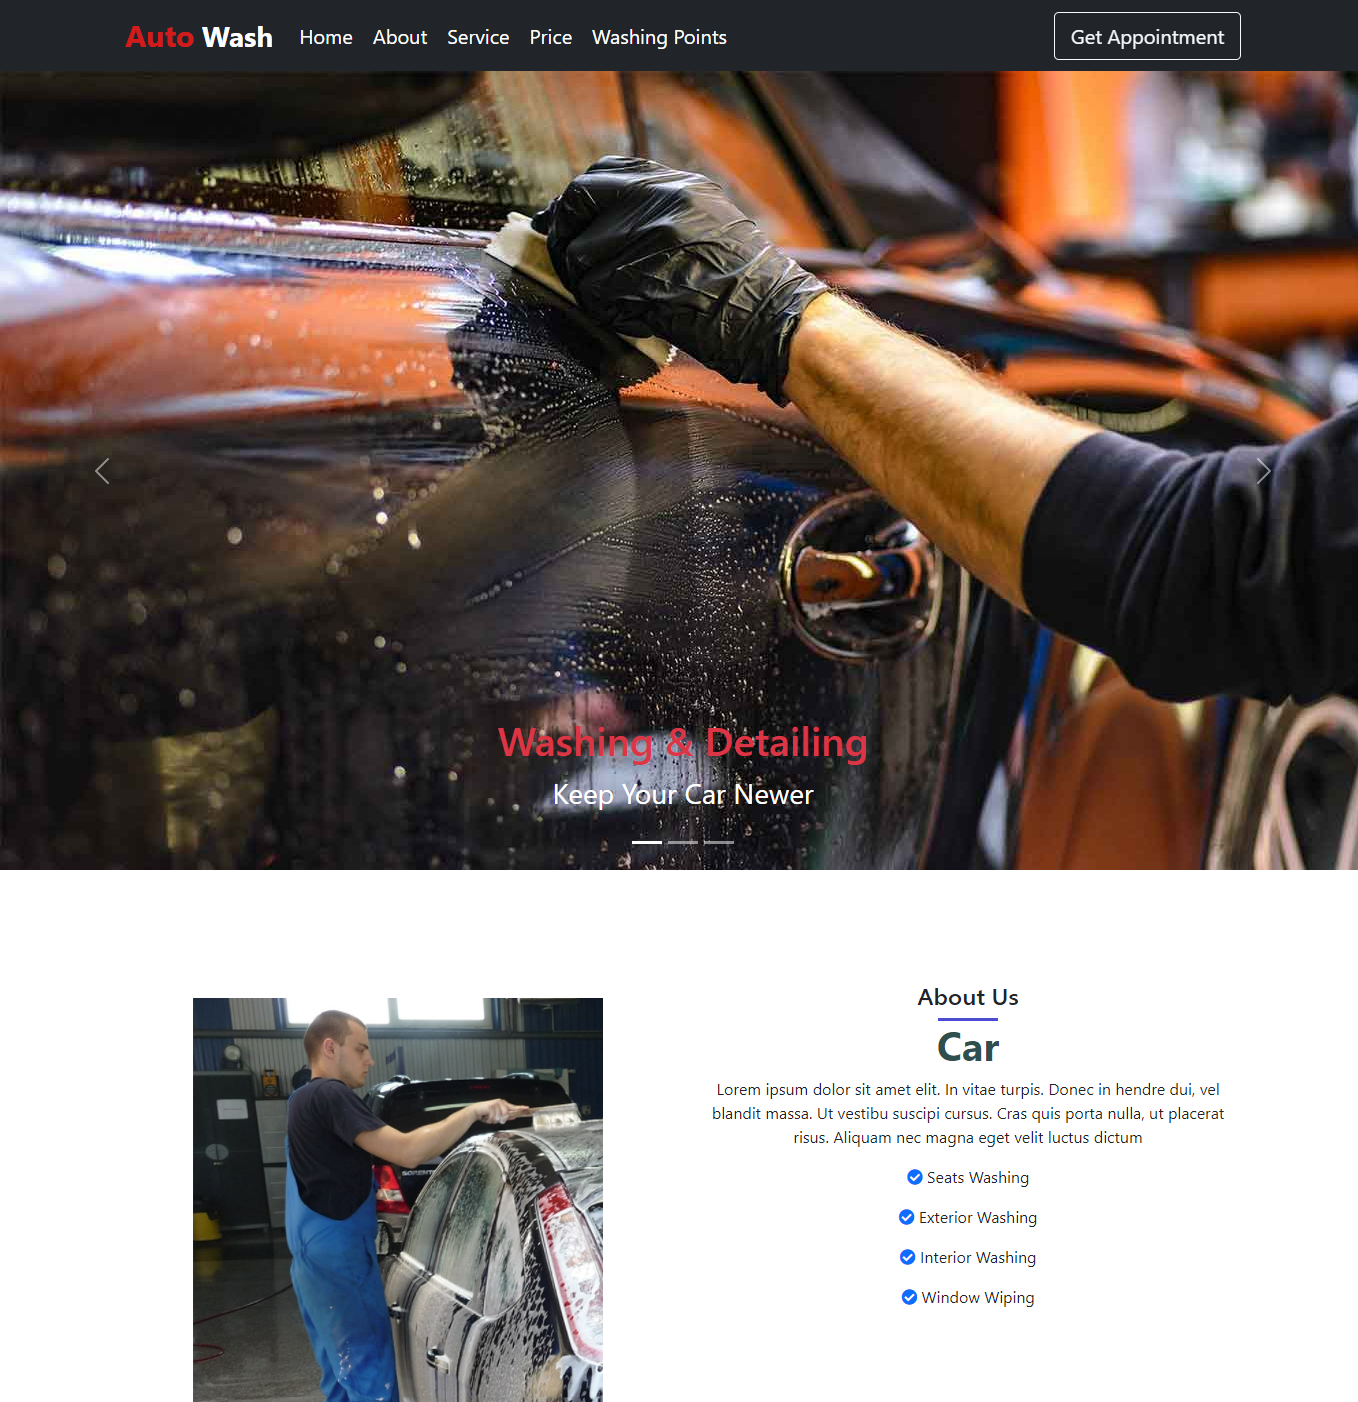 Auto Wash Home About Service Price Washing Points Get Appointment
Washing & Detailing
Keep Your Car Newer
About Us
Car
Lorem ipsum dolor sit amet elit. In vitae turpis. Donec in hendre dui, vel
blandit massa. Ut vestibu suscipi cursus. Cras quis porta nulla, ut placerat
risus. Aliquam nec magna eget velit luctus dictum
Seats Washing
Exterior Washing
Interior Washing
Window Wiping
SORENTO